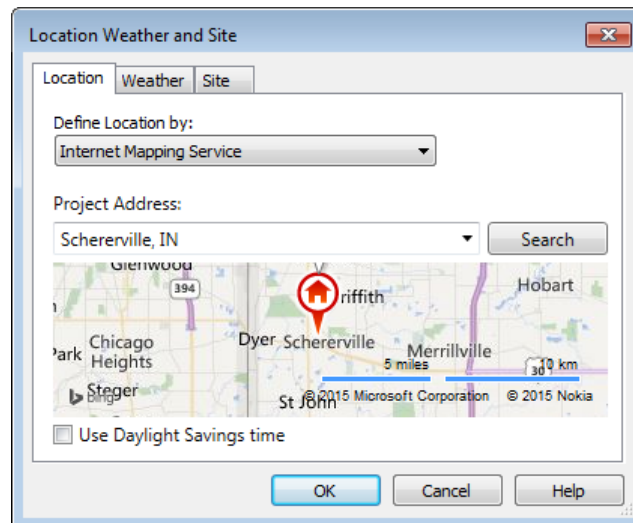 Location Weather and Site
Location Weather Site
Define Location by:
Internet Mapping Service
Project Address:
Schererville, IN Search
Glenwood
394
riffith
Hobart
Chicago
Heights
Dyer Schererville
Merrillville
Park
5 miles 10 km
30
Steger
bing
St John
© 2015 Microsoft Corporation © 2015 Nokia
Use Daylight Savings time
OK Cancel Help